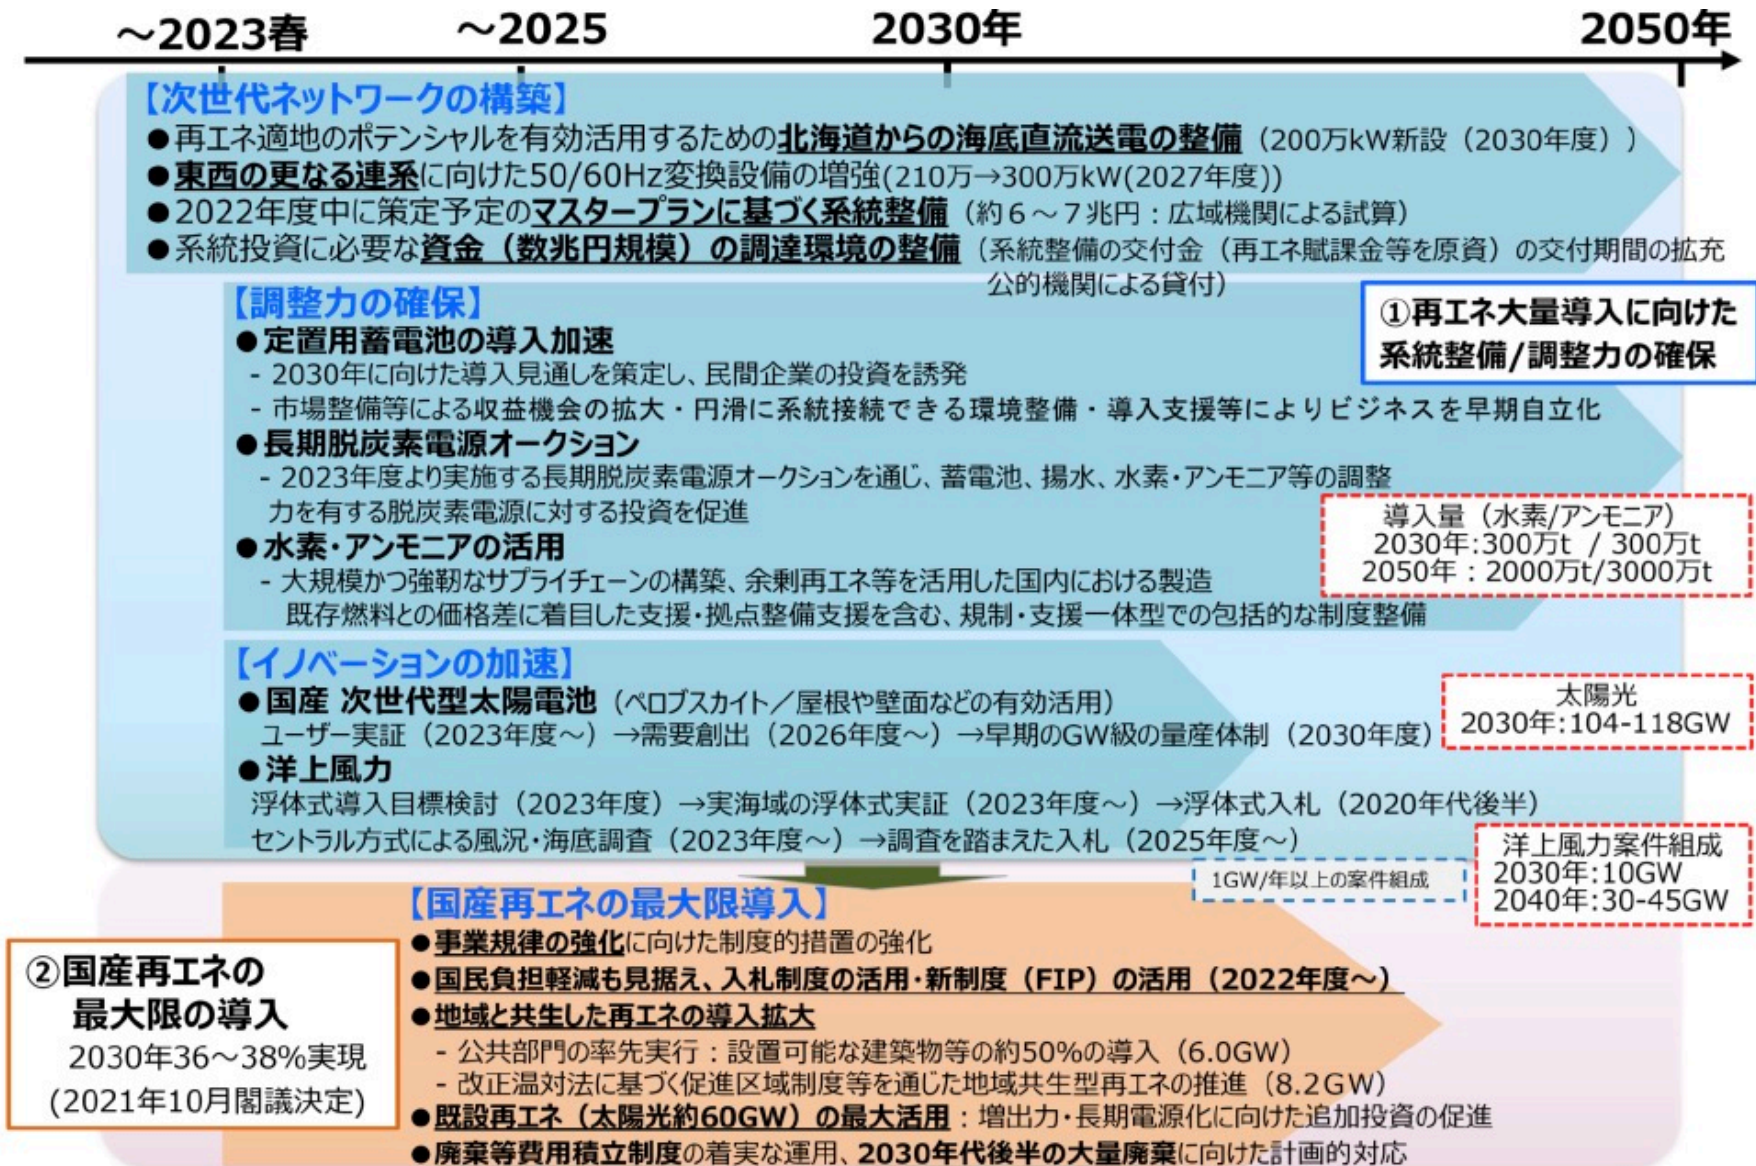 ～2023春
～2025
2030年
2050年
【次世代ネットワークの構築】
●再エネ適地のポテンシャルを有効活用するための北海道からの海底直流送電の整備（200万kW新設（2030年度））
●東西の更なる連系に向けた50/60Hz変換設備の増強(210万→300万kW(2027年度))
●2022年度中に策定予定のマスタープランに基づく系統整備（約６～７兆円：広域機関による試算）
●系統投資に必要な資金（数兆円規模）の調達環境の整備（系統整備の交付金（再エネ賦課金等を原資）の交付期間の拡充
公的機関による貸付）
①再エネ大量導入に向けた
系統整備/調整力の確保
【調整力の確保】
●定置用蓄電池の導入加速
- 2030年に向けた導入見通しを策定し、民間企業の投資を誘発
- 市場整備等による収益機会の拡大・円滑に系統接続できる環境整備・導入支援等によりビジネスを早期自立化
●長期脱炭素電源オークション
- 2023年度より実施する長期脱炭素電源オークションを通じ、蓄電池、揚水、水素・アンモニア等の調整
力を有する脱炭素電源に対する投資を促進
●水素・アンモニアの活用
- 大規模かつ強靭なサプライチェーンの構築、余剰再エネ等を活用した国内における製造
既存燃料との価格差に着目した支援・拠点整備支援を含む、規制・支援一体型での包括的な制度整備
導入量（水素/アンモニア）
2030年:300万t / 300万t
2050年：2000万t/3000万t
【イノベーションの加速】
●国産 次世代型太陽電池（ペロブスカイト／屋根や壁面などの有効活用）
ユーザー実証（2023年度～）→需要創出（2026年度～）→早期のGW級の量産体制（2030年度）
太陽光
2030年:104-118GW
●洋上風力
浮体式導入目標検討（2023年度）→実海域の浮体式実証（2023年度～）→浮体式入札（2020年代後半）
セントラル方式による風況・海底調査（2023年度～）→調査を踏まえた入札（2025年度～）
洋上風力案件組成
2030年:10GW
2040年:30-45GW
1GW/年以上の案件組成
【国産再エネの最大限導入】
●事業規律の強化に向けた制度的措置の強化
●国民負担軽減も見据え、入札制度の活用・新制度（FIP）の活用（2022年度～）
●地域と共生した再エネの導入拡大
- 公共部門の率先実行：設置可能な建築物等の約50%の導入（6.0GW）
- 改正温対法に基づく促進区域制度等を通じた地域共生型再エネの推進（8.2GW）
●既設再エネ（太陽光約60GW）の最大活用：増出力・長期電源化に向けた追加投資の促進
●廃棄等費用積立制度の着実な運用、2030年代後半の大量廃棄に向けた計画的対応
②国産再エネの
最大限の導入
2030年36～38%実現
(2021年10月閣議決定)